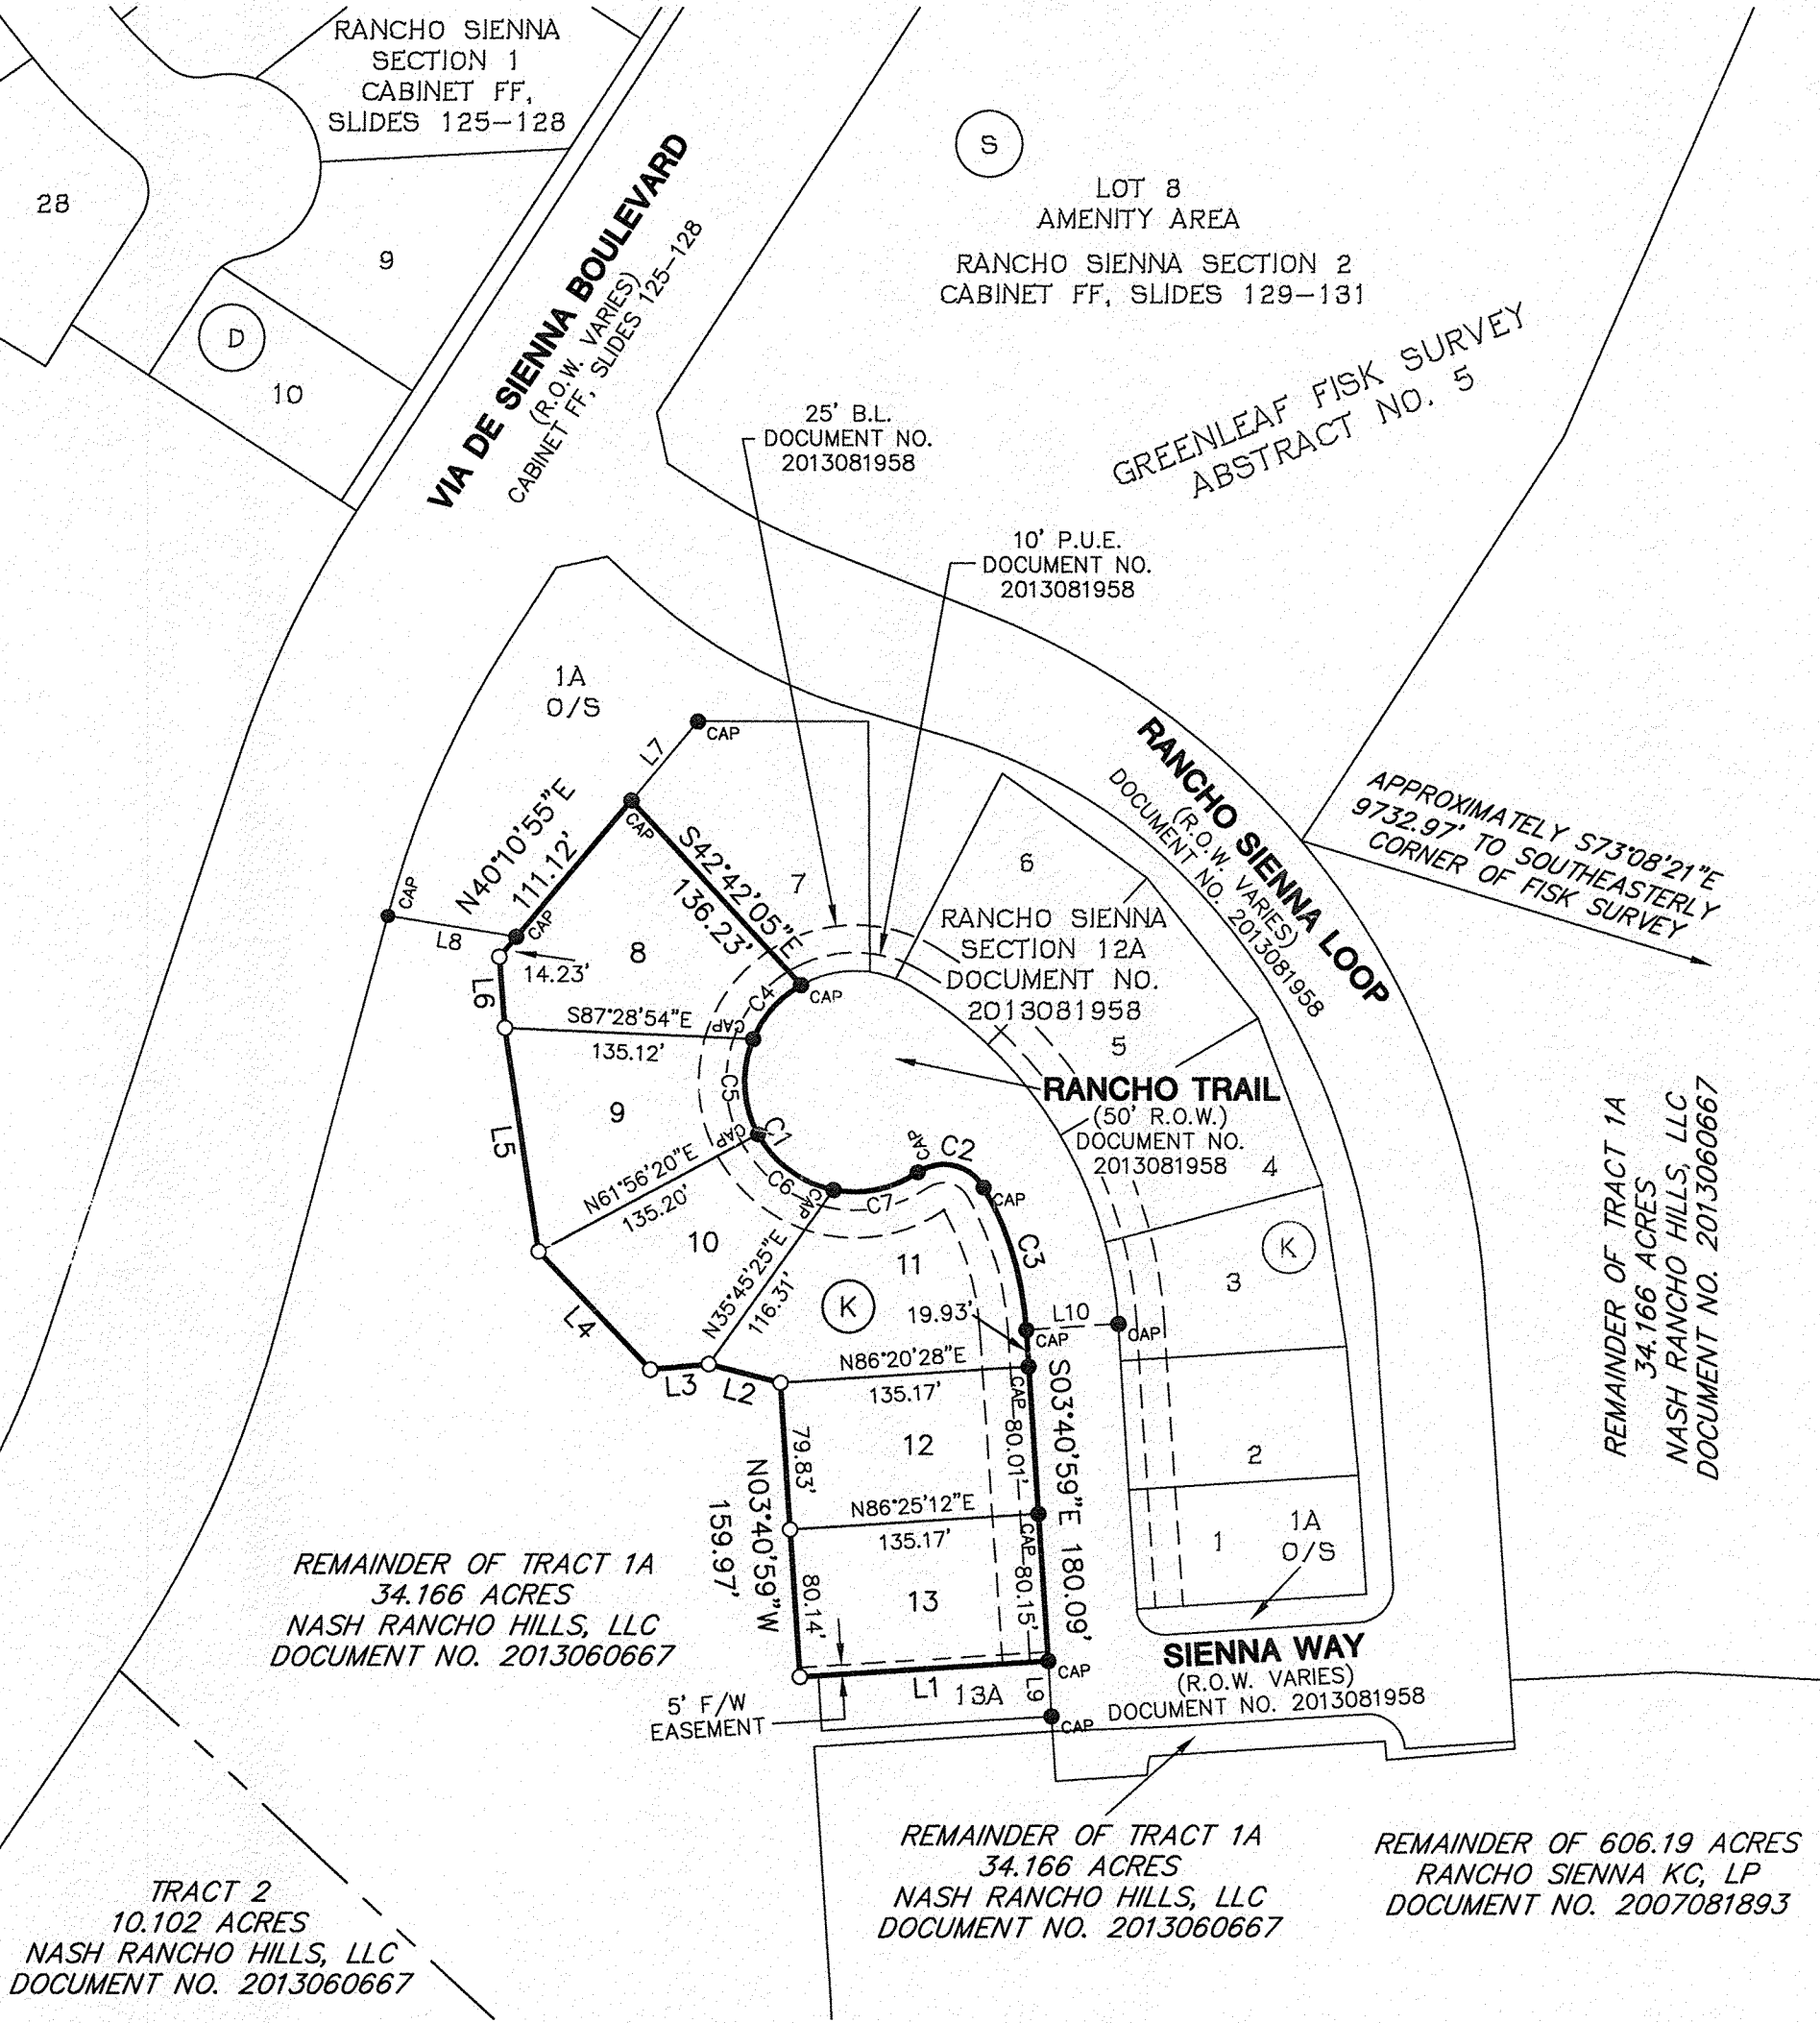 RANCHO SIENNA
SECTION 1
CABINET FF,
SLIDES 125-128
28
9
D
10
VIA DE SIENNA BOULEVARD
(R.O.W. VARIES)
CABINET FF, SLIDES 125-128
S
LOT 8
AMENITY AREA
RANCHO SIENNA SECTION 2
CABINET FF, SLIDES 129-131
GREENLEAF FISK SURVEY
ABSTRACT NO. 5
25' B.L.
DOCUMENT NO.
2013081958
10' P.U.E.
DOCUMENT NO.
2013081958
1A
O/S
CAP
L7
N40°10'55"E
111.12'
CAP
S42°42'05"E
136.23'
7
6
RANCHO SIENNA
SECTION 12A
DOCUMENT NO.
2013081958
5
RANCHO SIENNA LOOP
(R.O.W. VARIES)
DOCUMENT NO. 2013081958
APPROXIMATELY S73°08'21"E
9732.97' TO SOUTHEASTERLY
CORNER OF FISK SURVEY
CAP
L8
CAP
14.23'
8
L6
S87°28'54"E
135.12'
CAP
C4
CAP
C5
9
L5
N61°56'20"E
135.20'
CAP
C1
C6
CAP
C7
CAP
C2
CAP
C3
RANCHO TRAIL
(50' R.O.W.)
DOCUMENT NO.
2013081958
4
K
3
10
N35°45'25"E
116.31'
11
K
19.93'
L10
CAP
CAP
L4
L3
L2
N86°20'28"E
135.17'
CAP
80.01'
S03°40'59"E 180.09'
12
79.83'
N03°40'59"W
159.97'
N86°25'12"E
135.17'
CAP
80.15'
13
80.14'
2
1
1A
O/S
REMAINDER OF TRACT 1A
34.166 ACRES
NASH RANCHO HILLS, LLC
DOCUMENT NO. 2013060667
REMAINDER OF TRACT 1A
34.166 ACRES
NASH RANCHO HILLS, LLC
DOCUMENT NO. 2013060667
SIENNA WAY
(R.O.W. VARIES)
DOCUMENT NO. 2013081958
CAP
L1
13A
L9
CAP
5' F/W
EASEMENT
REMAINDER OF TRACT 1A
34.166 ACRES
NASH RANCHO HILLS, LLC
DOCUMENT NO. 2013060667
REMAINDER OF 606.19 ACRES
RANCHO SIENNA KC, LP
DOCUMENT NO. 2007081893
TRACT 2
10.102 ACRES
NASH RANCHO HILLS, LLC
DOCUMENT NO. 2013060667